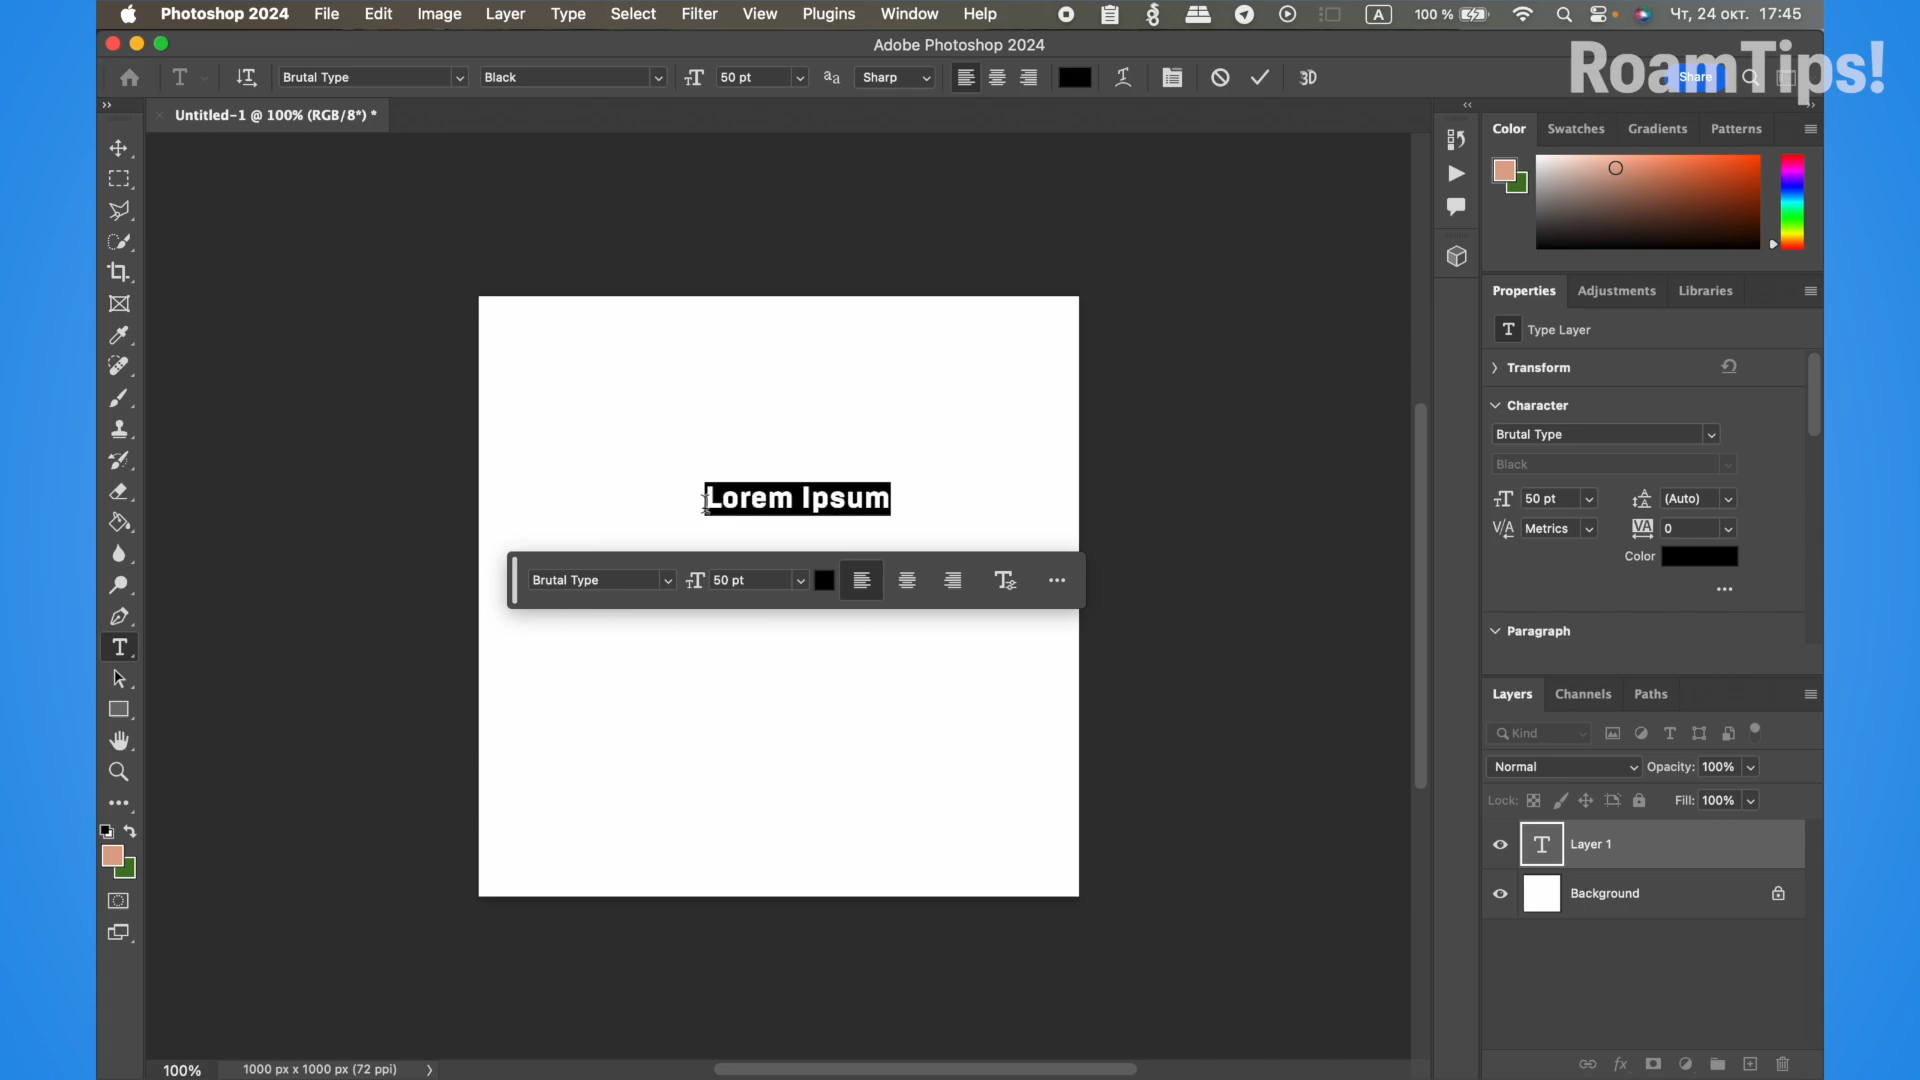 Photoshop 2024 File Edit Image Layer Type Select Filter View Plugins Window Help A 100 % Чт, 24 окт. 17:45
Adobe Photoshop 2024
RoamTips!
Brutal Type Black 50 pt Sharp 3D Share
Untitled-1 @ 100% (RGB/8*) *
Color Swatches Gradients Patterns
Properties Adjustments Libraries
T Type Layer
Transform
Character
Brutal Type
Black
50 pt (Auto)
Metrics 0
Color
Paragraph
Lorem Ipsum
Brutal Type 50 pt
Layers Channels Paths
Kind
Normal Opacity: 100%
Lock: Fill: 100%
T Layer 1
Background
100% 1000 px x 1000 px (72 ppi)